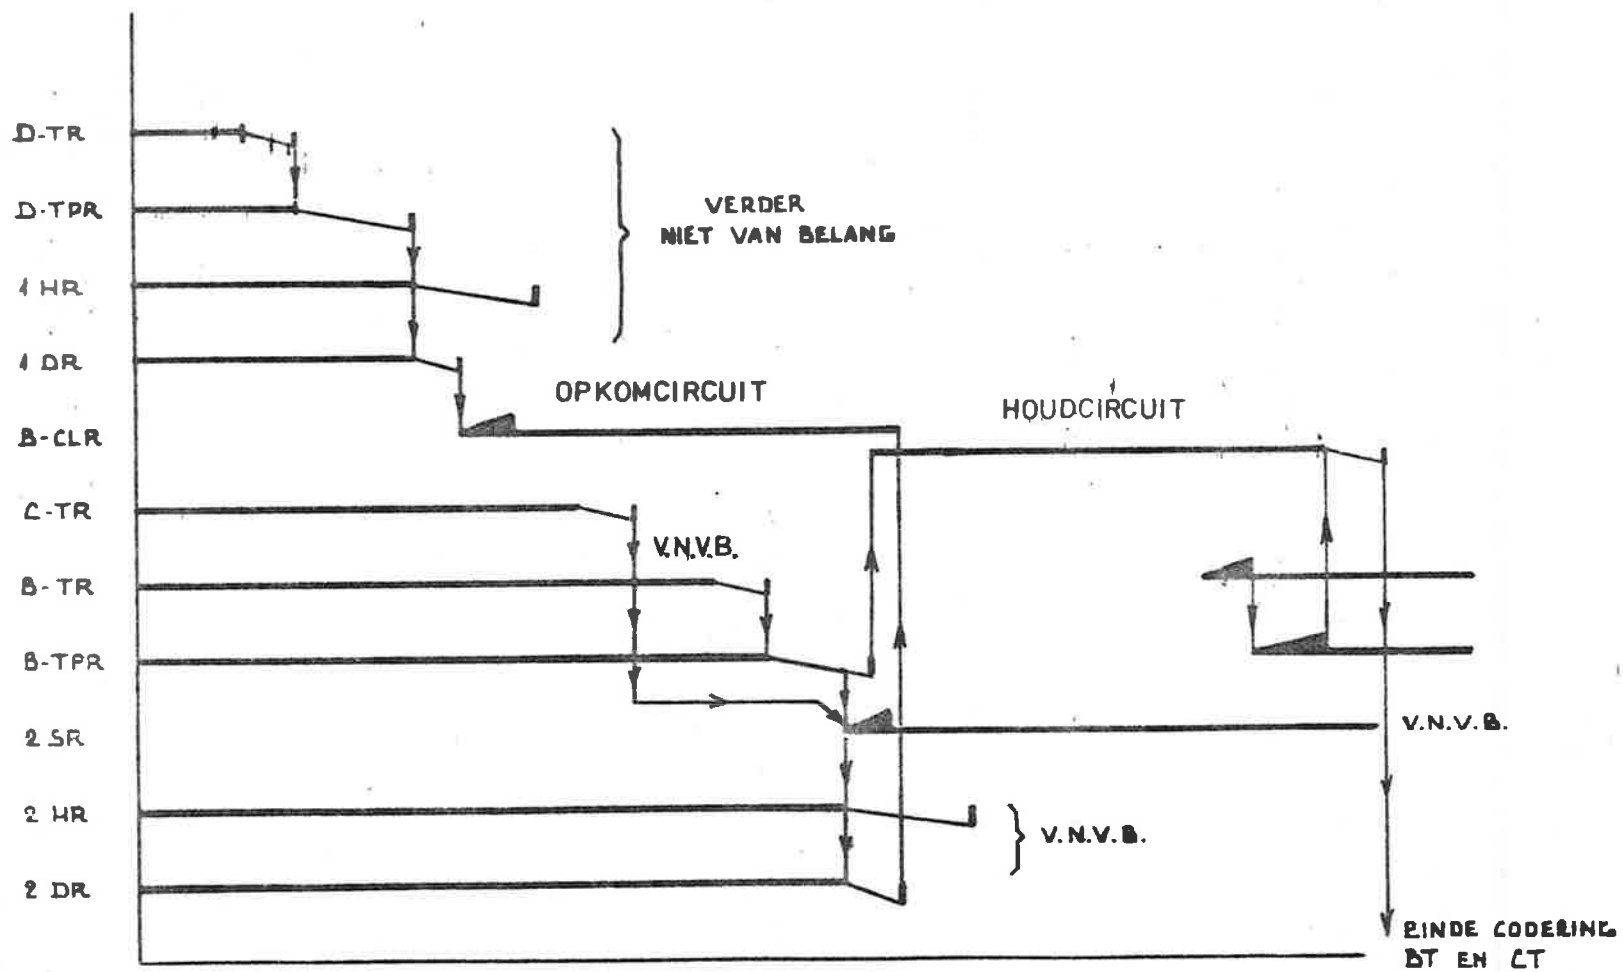 D-TR
D-TPR
VERDER
NIET VAN BELANG
1 HR
1 DR
OPKOMCIRCUIT
HOUDCIRCUIT
B-CLR
C-TR
V.N.V.B.
B-TR
B-TPR
2 SR
V.N.V.B.
2 HR
V.N.V.B.
2 DR
EINDE CODERING
BT EN CT